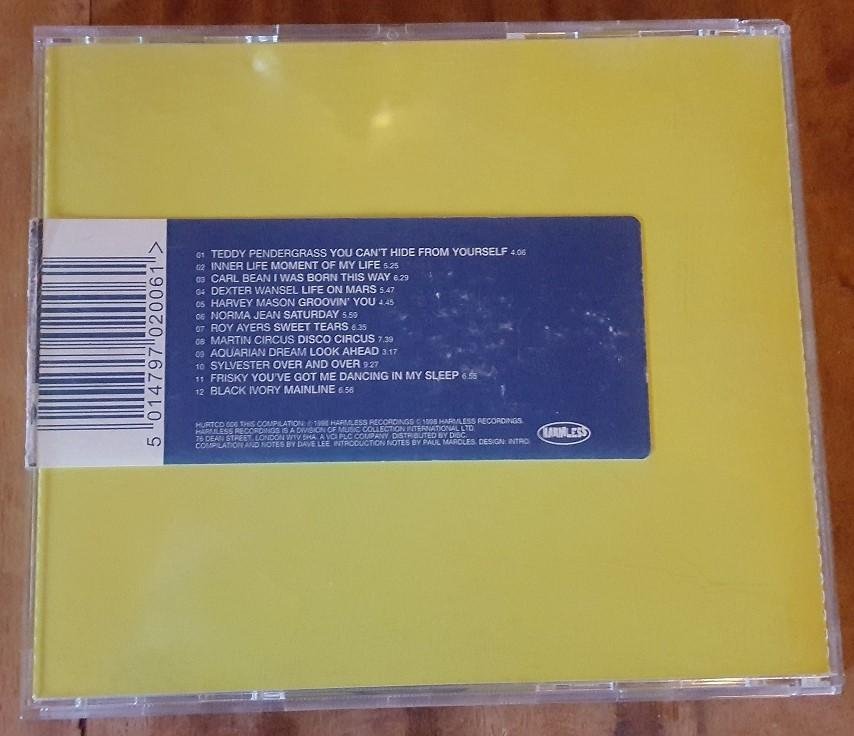 01 TEDDY PENDERGRASS YOU CAN'T HIDE FROM YOURSELF 4.06
02 INNER LIFE MOMENT OF MY LIFE 5.25
03 CARL BEAN I WAS BORN THIS WAY 6.29
04 DEXTER WANSEL LIFE ON MARS 5.47
05 HARVEY MASON GROOVIN' YOU 4.45
06 NORMA JEAN SATURDAY 5.59
07 ROY AYERS SWEET TEARS 6.35
08 MARTIN CIRCUS DISCO CIRCUS 7.39
09 AQUARIAN DREAM LOOK AHEAD 3.17
10 SYLVESTER OVER AND OVER 9.27
11 FRISKY YOU'VE GOT ME DANCING IN MY SLEEP 6.55
12 BLACK IVORY MAINLINE 6.56
HURTCD 006 THIS COMPILATION: ℗ 1998 HARMLESS RECORDINGS © 1998 HARMLESS RECORDINGS.
HARMLESS RECORDINGS IS A DIVISION OF MUSIC COLLECTION INTERNATIONAL LTD.
76 DEAN STREET, LONDON W1V 5HA. A VCI PLC COMPANY. DISTRIBUTED BY DISC.
COMPILATION AND NOTES BY DAVE LEE. INTRODUCTION NOTES BY PAUL MARDLES. DESIGN: INTRO.
HARMLESS
5 014797 020061 >